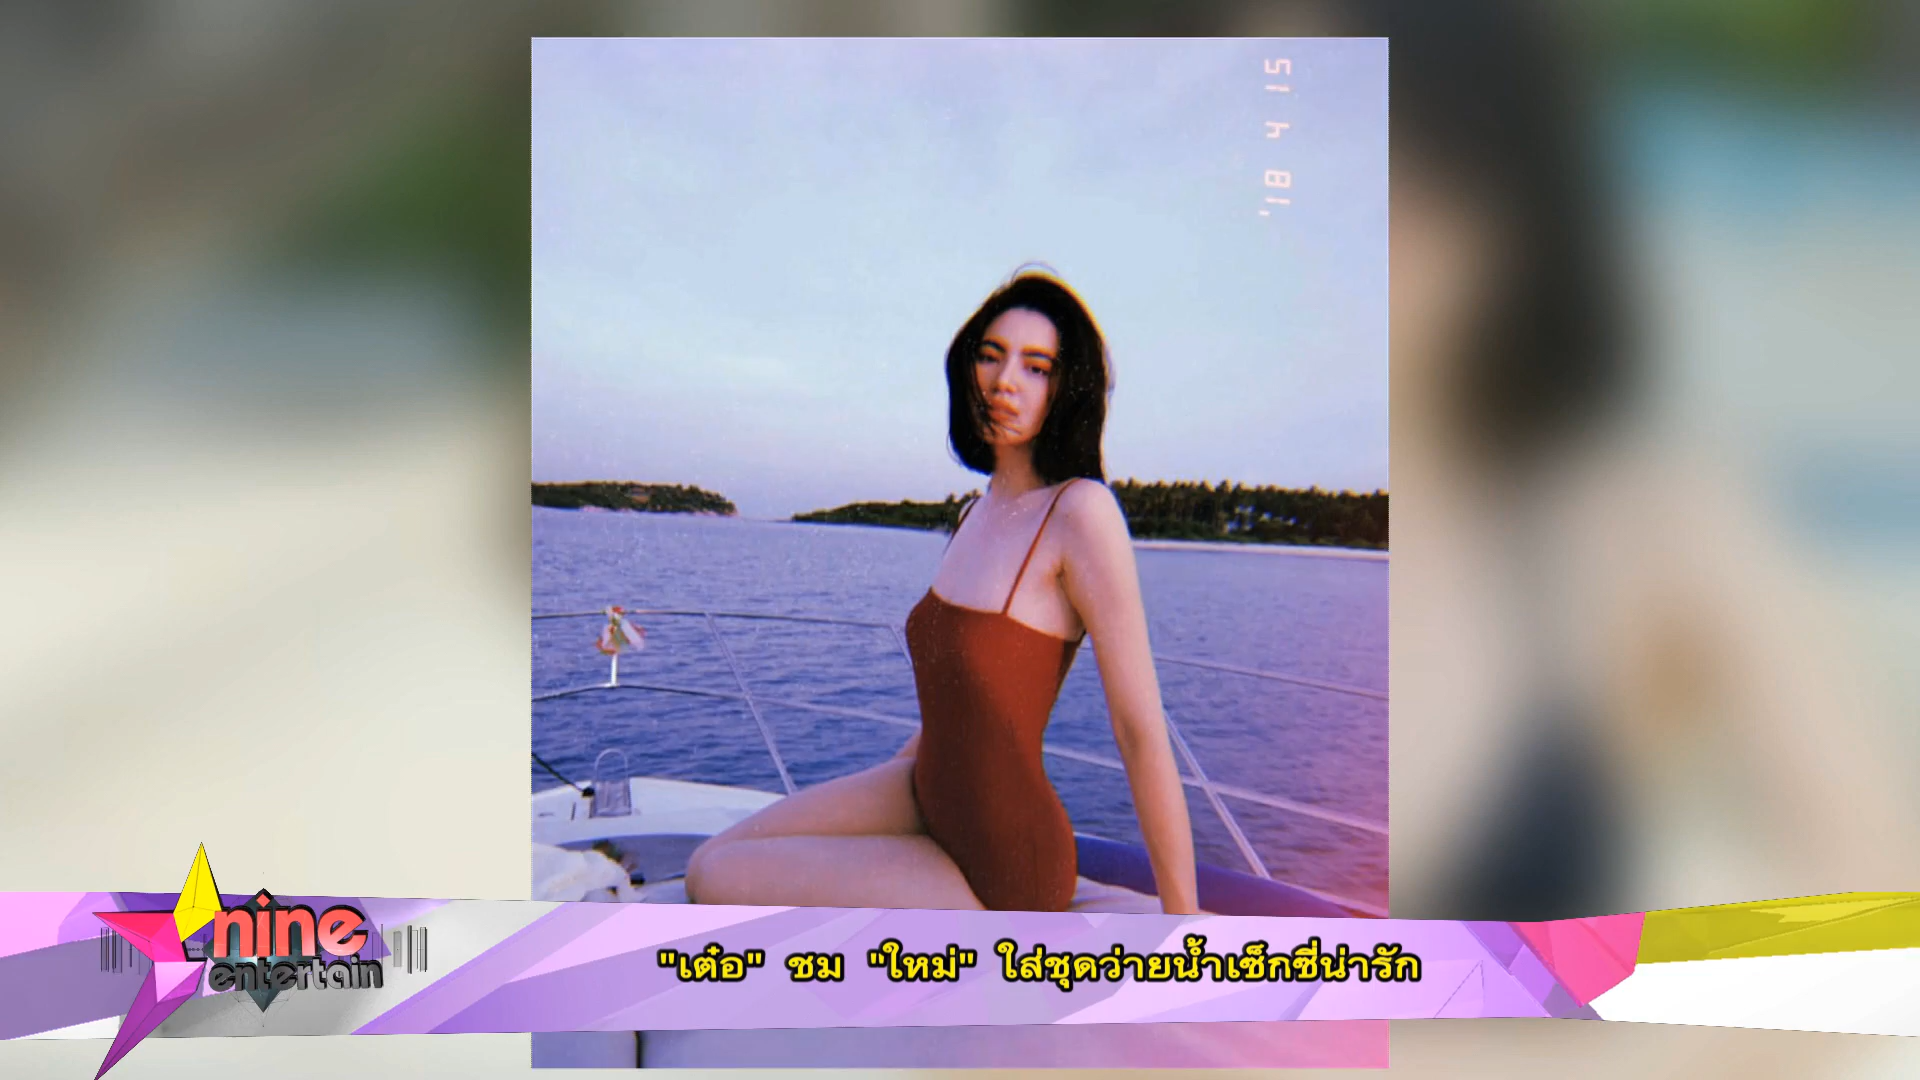 15 4 '18
nine
entertain
"เต๋อ" ชม "ใหม่" ใส่ชุดว่ายน้ำเซ็กซี่น่ารัก